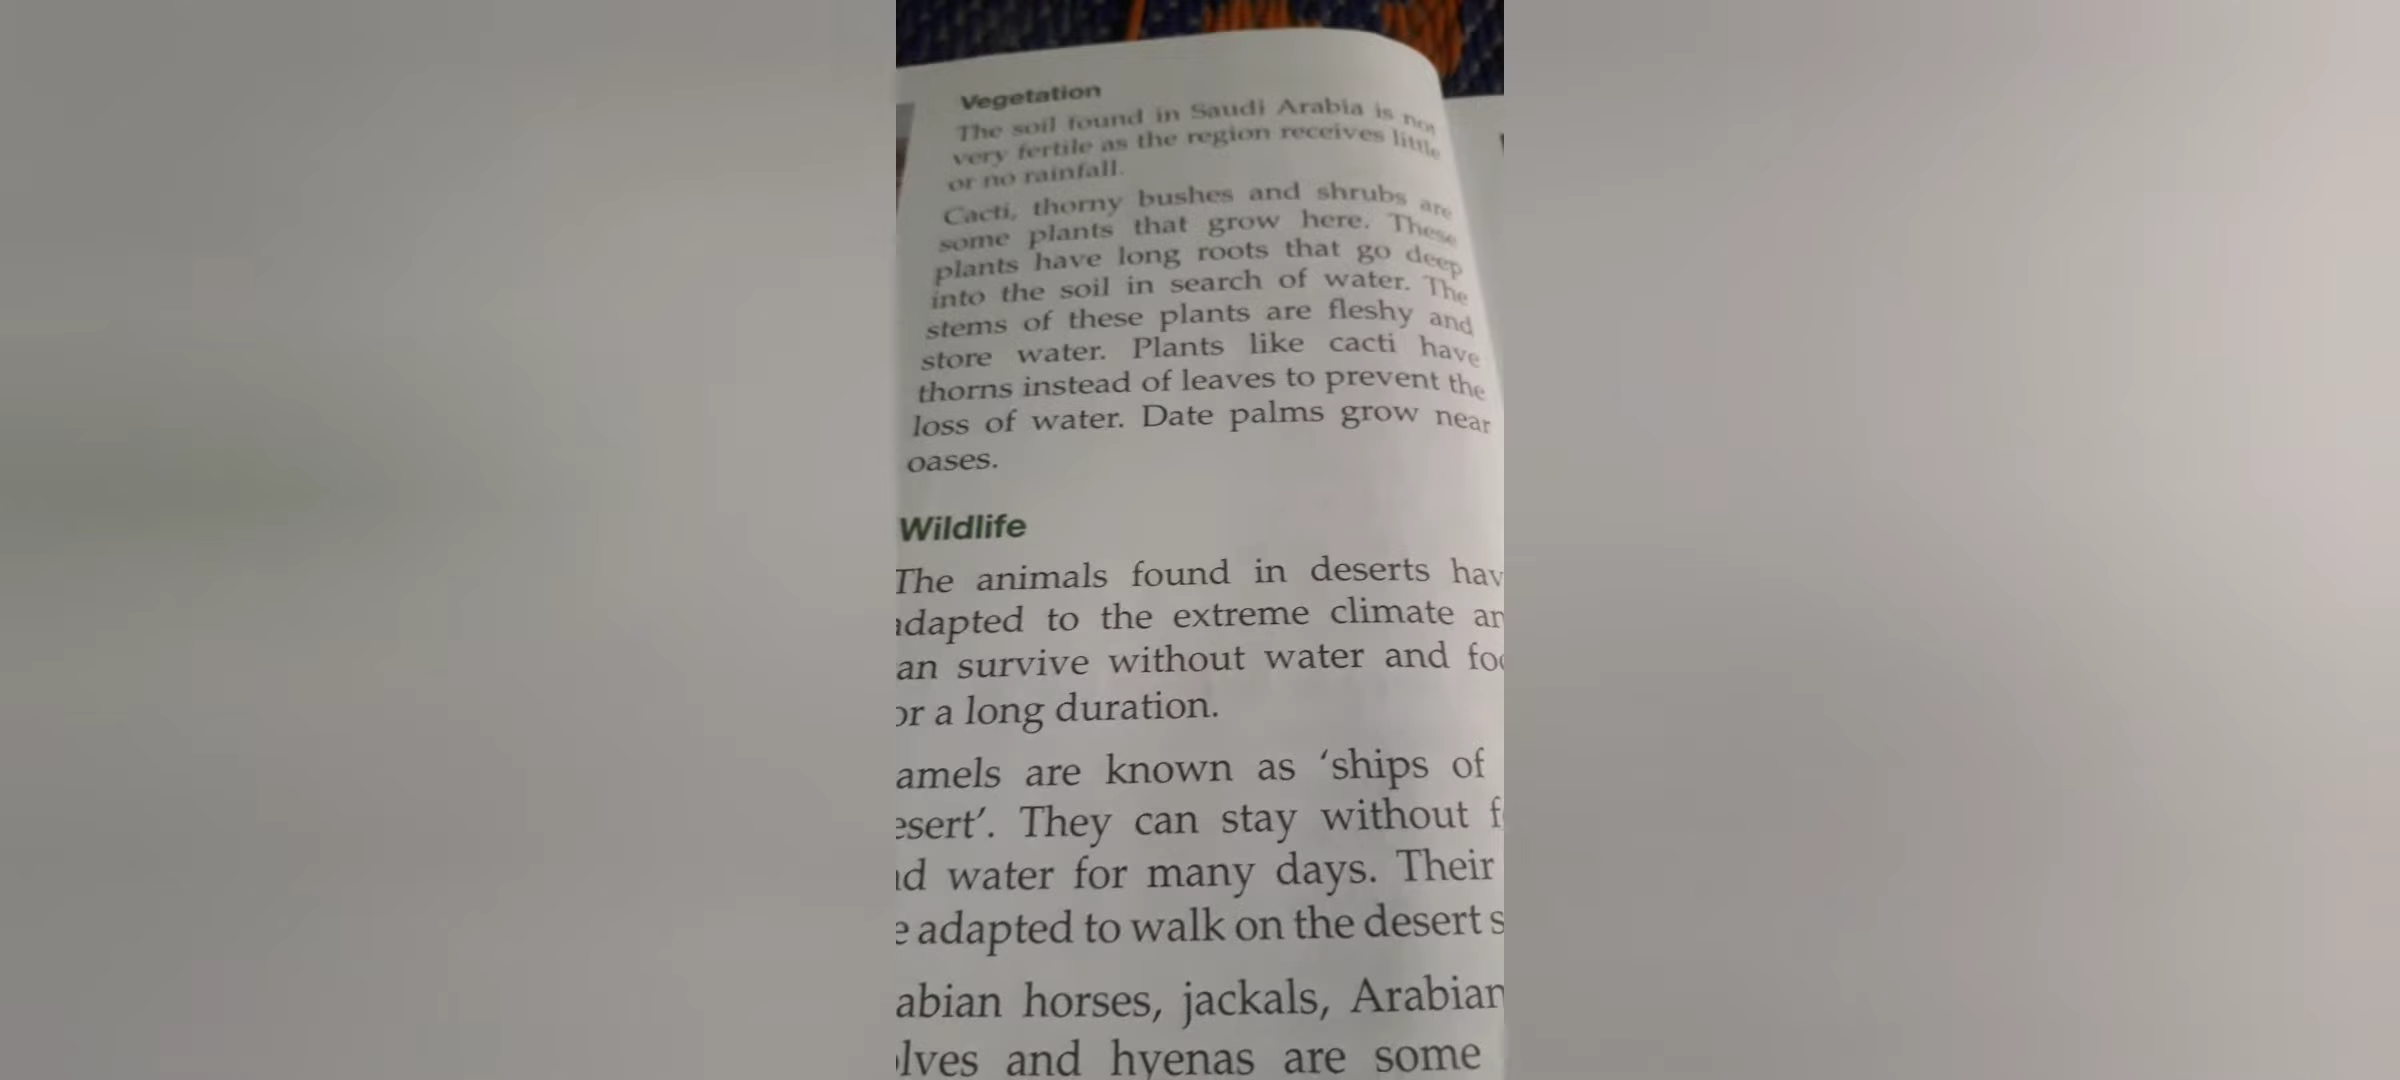 Vegetation
The soil found in Saudi Arabia is not
very fertile as the region receives little
or no rainfall.
Cacti, thorny bushes and shrubs are
some plants that grow here. These
plants have long roots that go deep
into the soil in search of water. The
stems of these plants are fleshy and
store water. Plants like cacti have
thorns instead of leaves to prevent the
loss of water. Date palms grow near
oases.
Wildlife
The animals found in deserts hav
dapted to the extreme climate an
an survive without water and foo
or a long duration.
amels are known as ‘ships of
esert’. They can stay without f
d water for many days. Their
e adapted to walk on the desert s
abian horses, jackals, Arabian
lves and hyenas are some